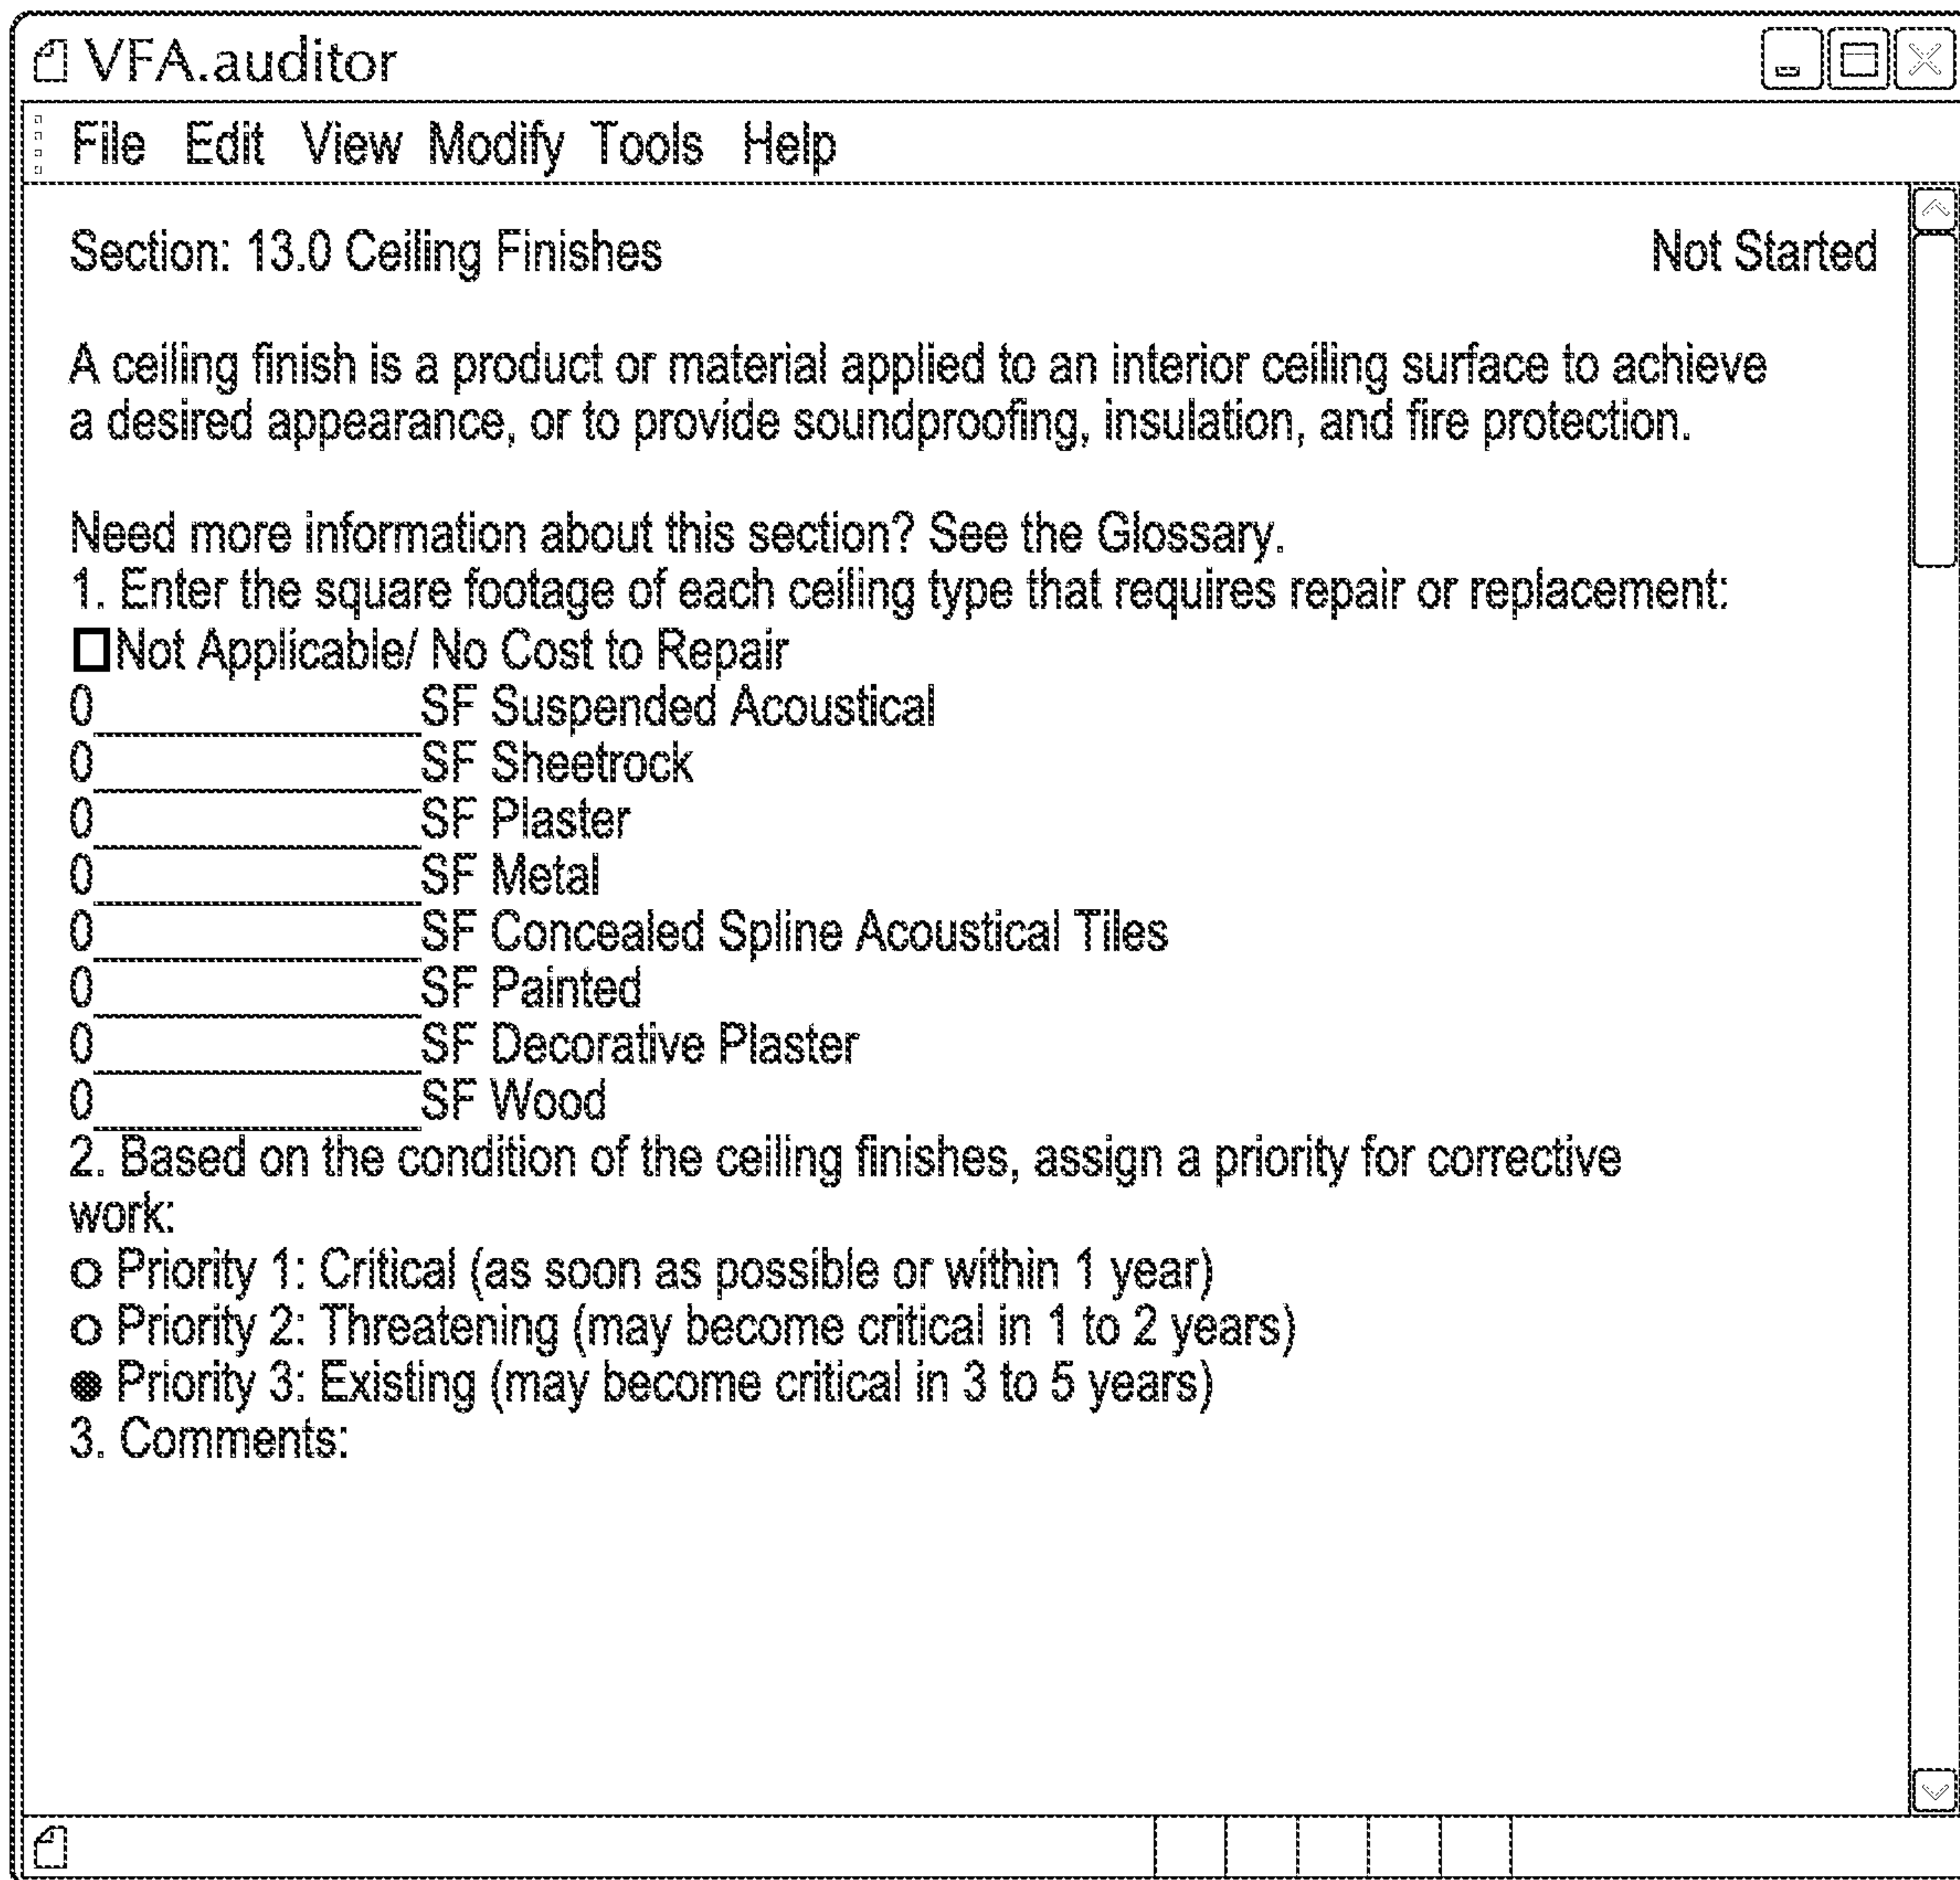 VFA.auditor
File Edit View Modify Tools Help
Section: 13.0 Ceiling Finishes Not Started
A ceiling finish is a product or material applied to an interior ceiling surface to achieve
a desired appearance, or to provide soundproofing, insulation, and fire protection.
Need more information about this section? See the Glossary.
1. Enter the square footage of each ceiling type that requires repair or replacement:
Not Applicable/ No Cost to Repair
0 SF Suspended Acoustical
0 SF Sheetrock
0 SF Plaster
0 SF Metal
0 SF Concealed Spline Acoustical Tiles
0 SF Painted
0 SF Decorative Plaster
0 SF Wood
2. Based on the condition of the ceiling finishes, assign a priority for corrective
work:
Priority 1: Critical (as soon as possible or within 1 year)
Priority 2: Threatening (may become critical in 1 to 2 years)
Priority 3: Existing (may become critical in 3 to 5 years)
3. Comments: